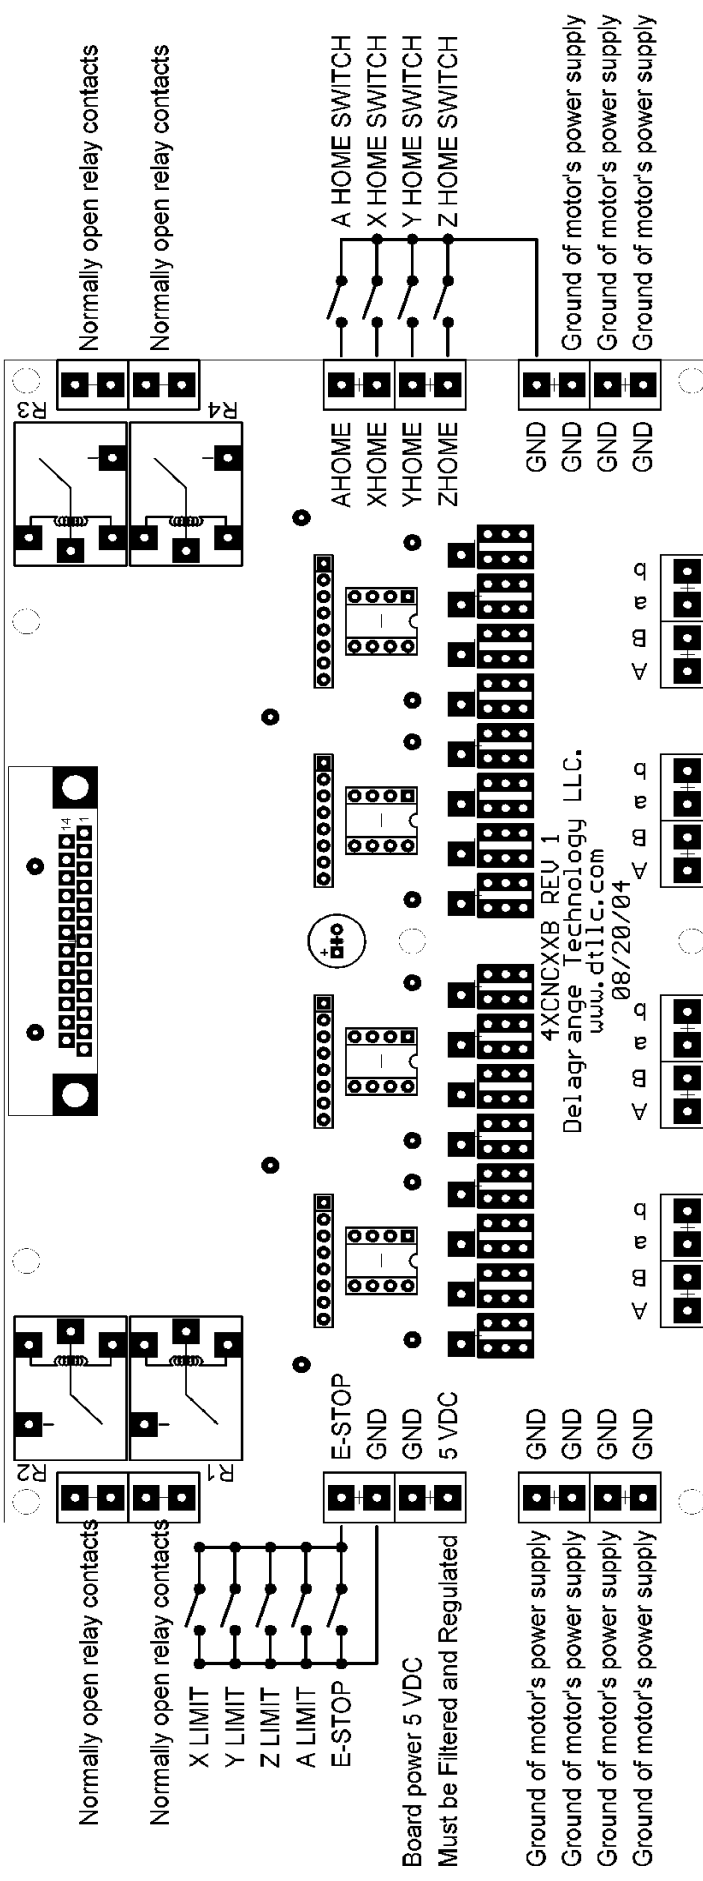 Normally open relay contacts
Normally open relay contacts
X LIMIT
Y LIMIT
Z LIMIT
A LIMIT
E-STOP
Board power 5 VDC
Must be Filtered and Regulated
Ground of motor's power supply
Ground of motor's power supply
Ground of motor's power supply
Ground of motor's power supply
R2
R1
E-STOP
GND
GND
5 VDC
GND
GND
GND
GND
A B a b
A B a b
14
1
+
4XCNCXXB REV 1
Delagrange Technology LLC.
www.dtllc.com
08/20/04
A B a b
A B a b
R3
R4
AHOME
XHOME
YHOME
ZHOME
GND
GND
GND
GND
Normally open relay contacts
Normally open relay contacts
A HOME SWITCH
X HOME SWITCH
Y HOME SWITCH
Z HOME SWITCH
Ground of motor's power supply
Ground of motor's power supply
Ground of motor's power supply